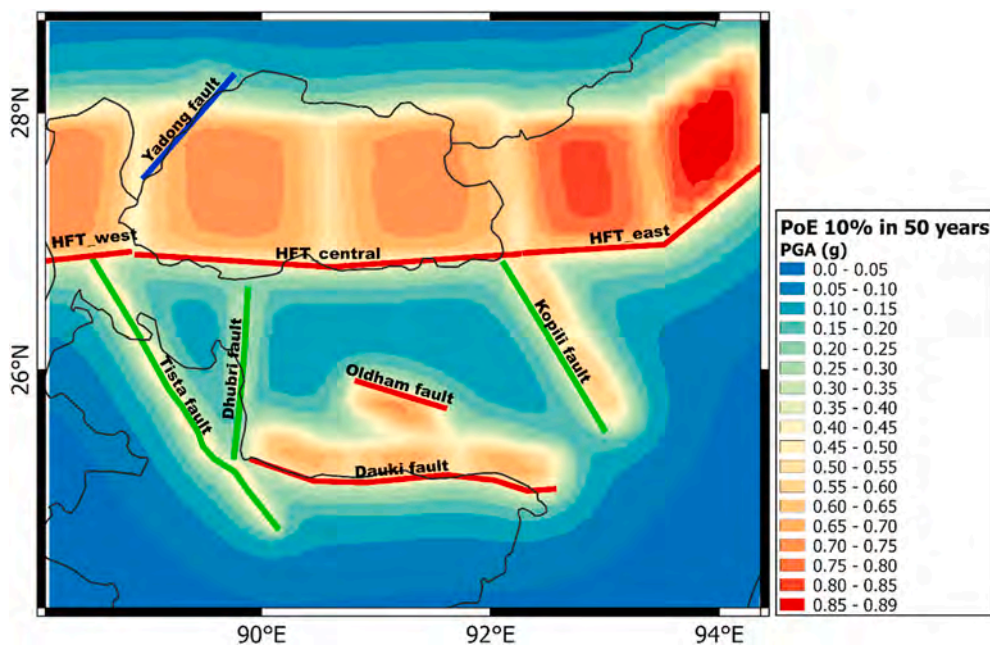 28°N
26°N
90°E
92°E
94°E
Yadong fault
HFT_west
HFT_central
HFT_east
Tista fault
Dhubri fault
Oldham fault
Kopili fault
Dauki fault
PoE 10% in 50 years
PGA (g)
0.0 - 0.05
0.05 - 0.10
0.10 - 0.15
0.15 - 0.20
0.20 - 0.25
0.25 - 0.30
0.30 - 0.35
0.35 - 0.40
0.40 - 0.45
0.45 - 0.50
0.50 - 0.55
0.55 - 0.60
0.60 - 0.65
0.65 - 0.70
0.70 - 0.75
0.75 - 0.80
0.80 - 0.85
0.85 - 0.89